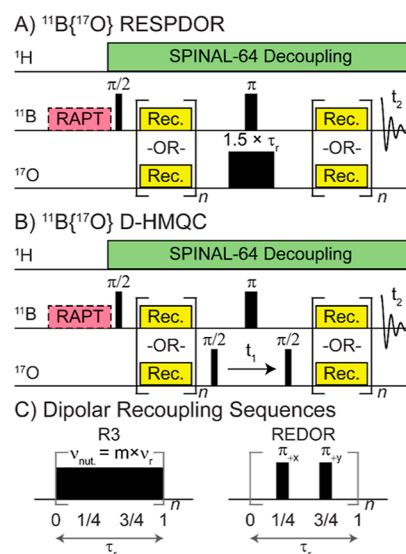 A) ¹¹B{¹⁷O} RESPDOR
¹H SPINAL-64 Decoupling
π/2 π t₂
¹¹B RAPT Rec. Rec.
-OR- 1.5 × τᵣ -OR-
¹⁷O Rec. Rec.
n n
B) ¹¹B{¹⁷O} D-HMQC
¹H SPINAL-64 Decoupling
π/2 π t₂
¹¹B RAPT Rec. Rec.
-OR- π/2 t₁ π/2 -OR-
¹⁷O Rec. Rec.
n n
C) Dipolar Recoupling Sequences
R3 REDOR
νnut. = m×νr π+x π+y
n n
0 1/4 3/4 1 0 1/4 3/4 1
τr τr